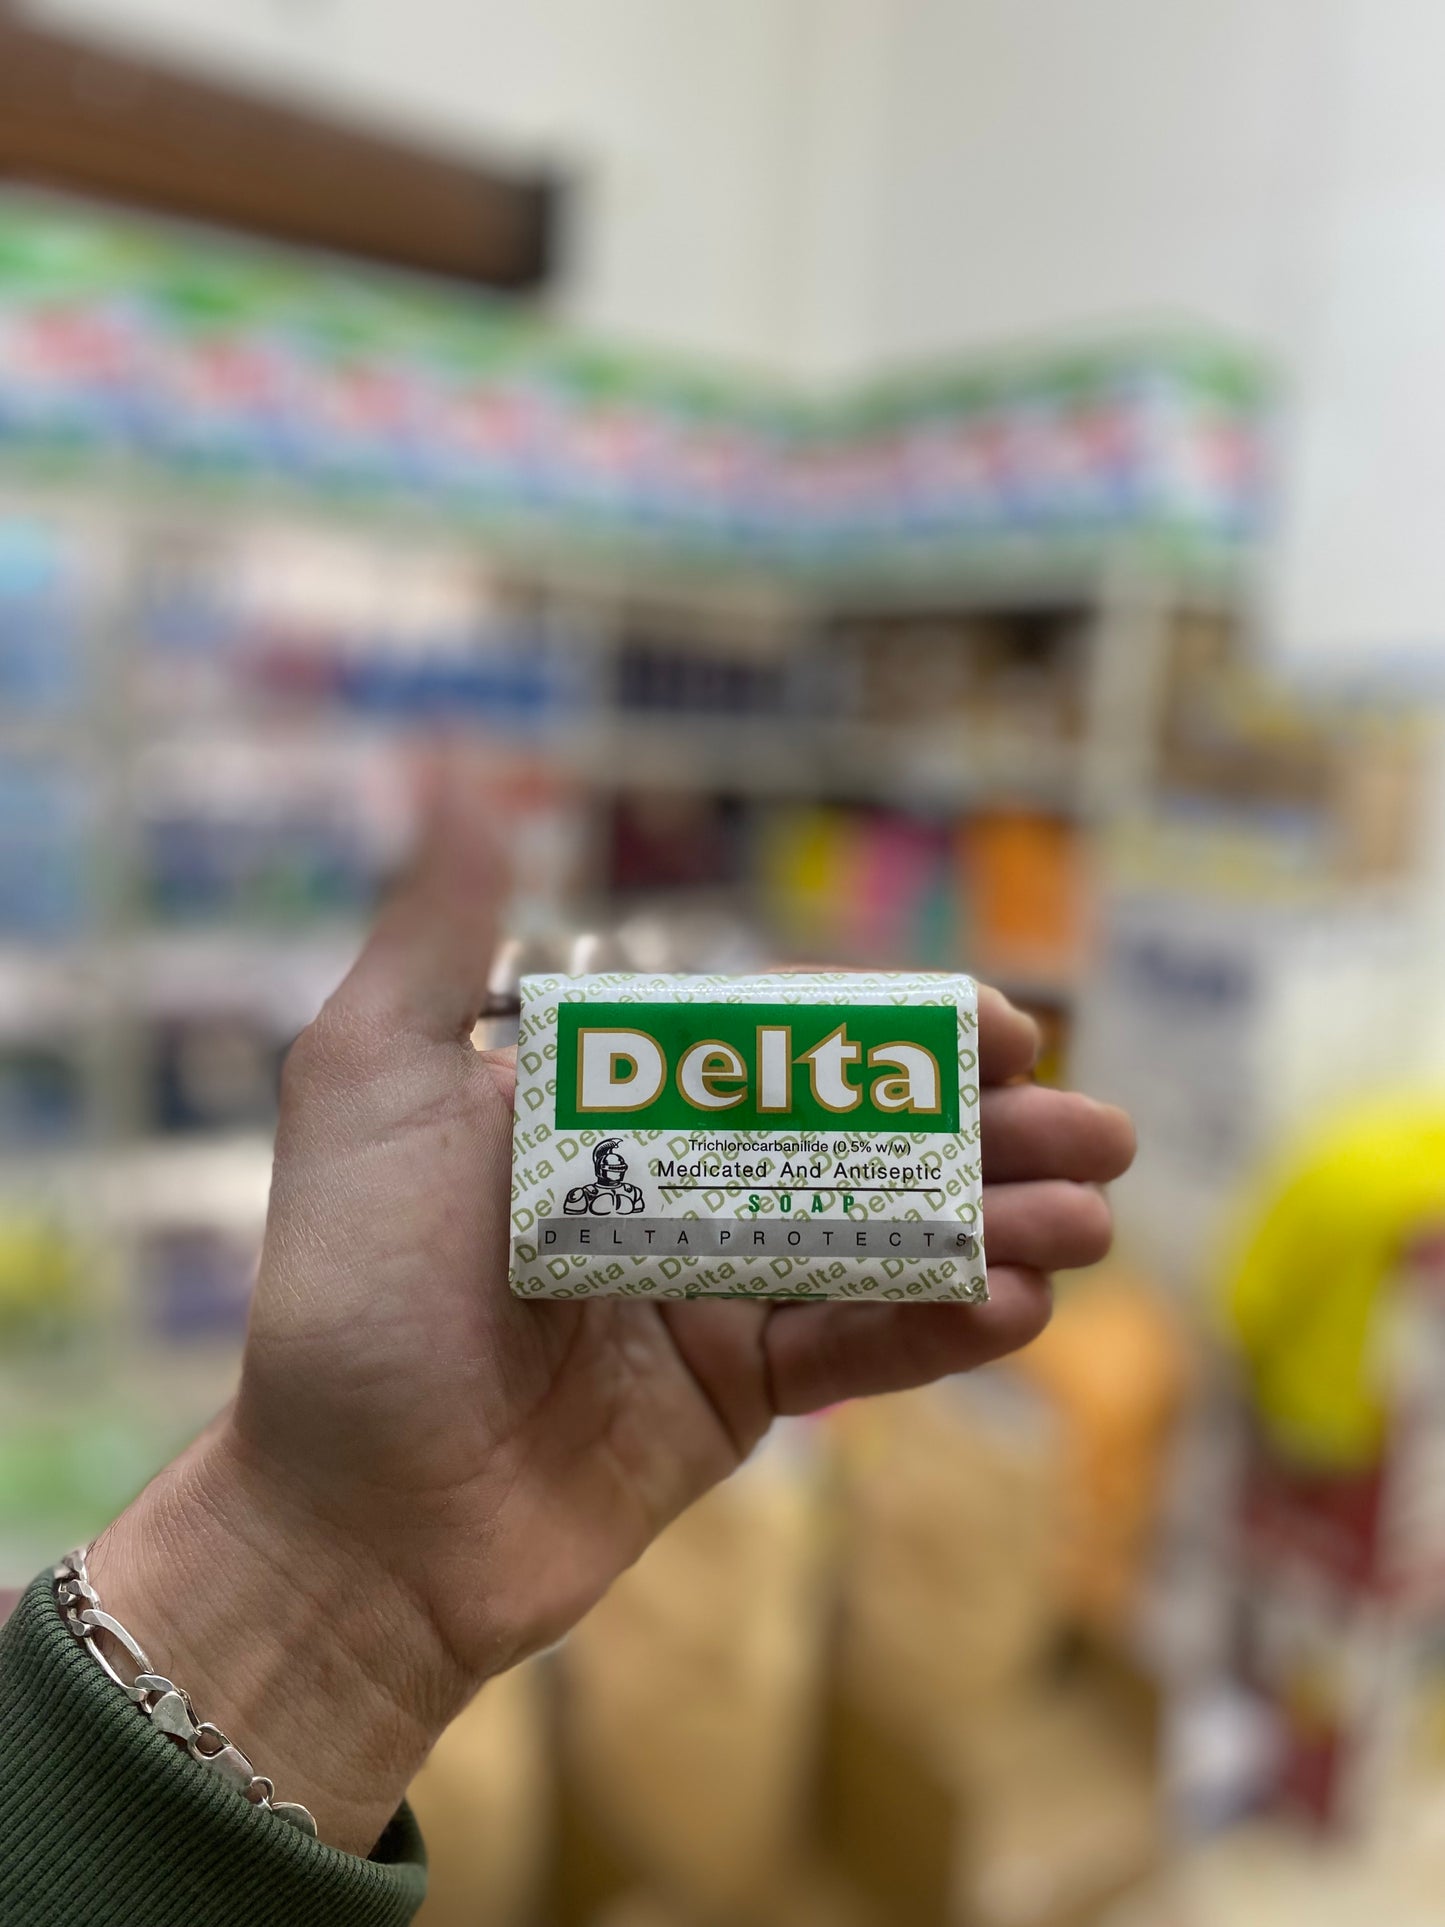 Delta
Trichlorocarbanilide (0.5% w/w)
Medicated And Antiseptic
SOAP
DELTA PROTECTS